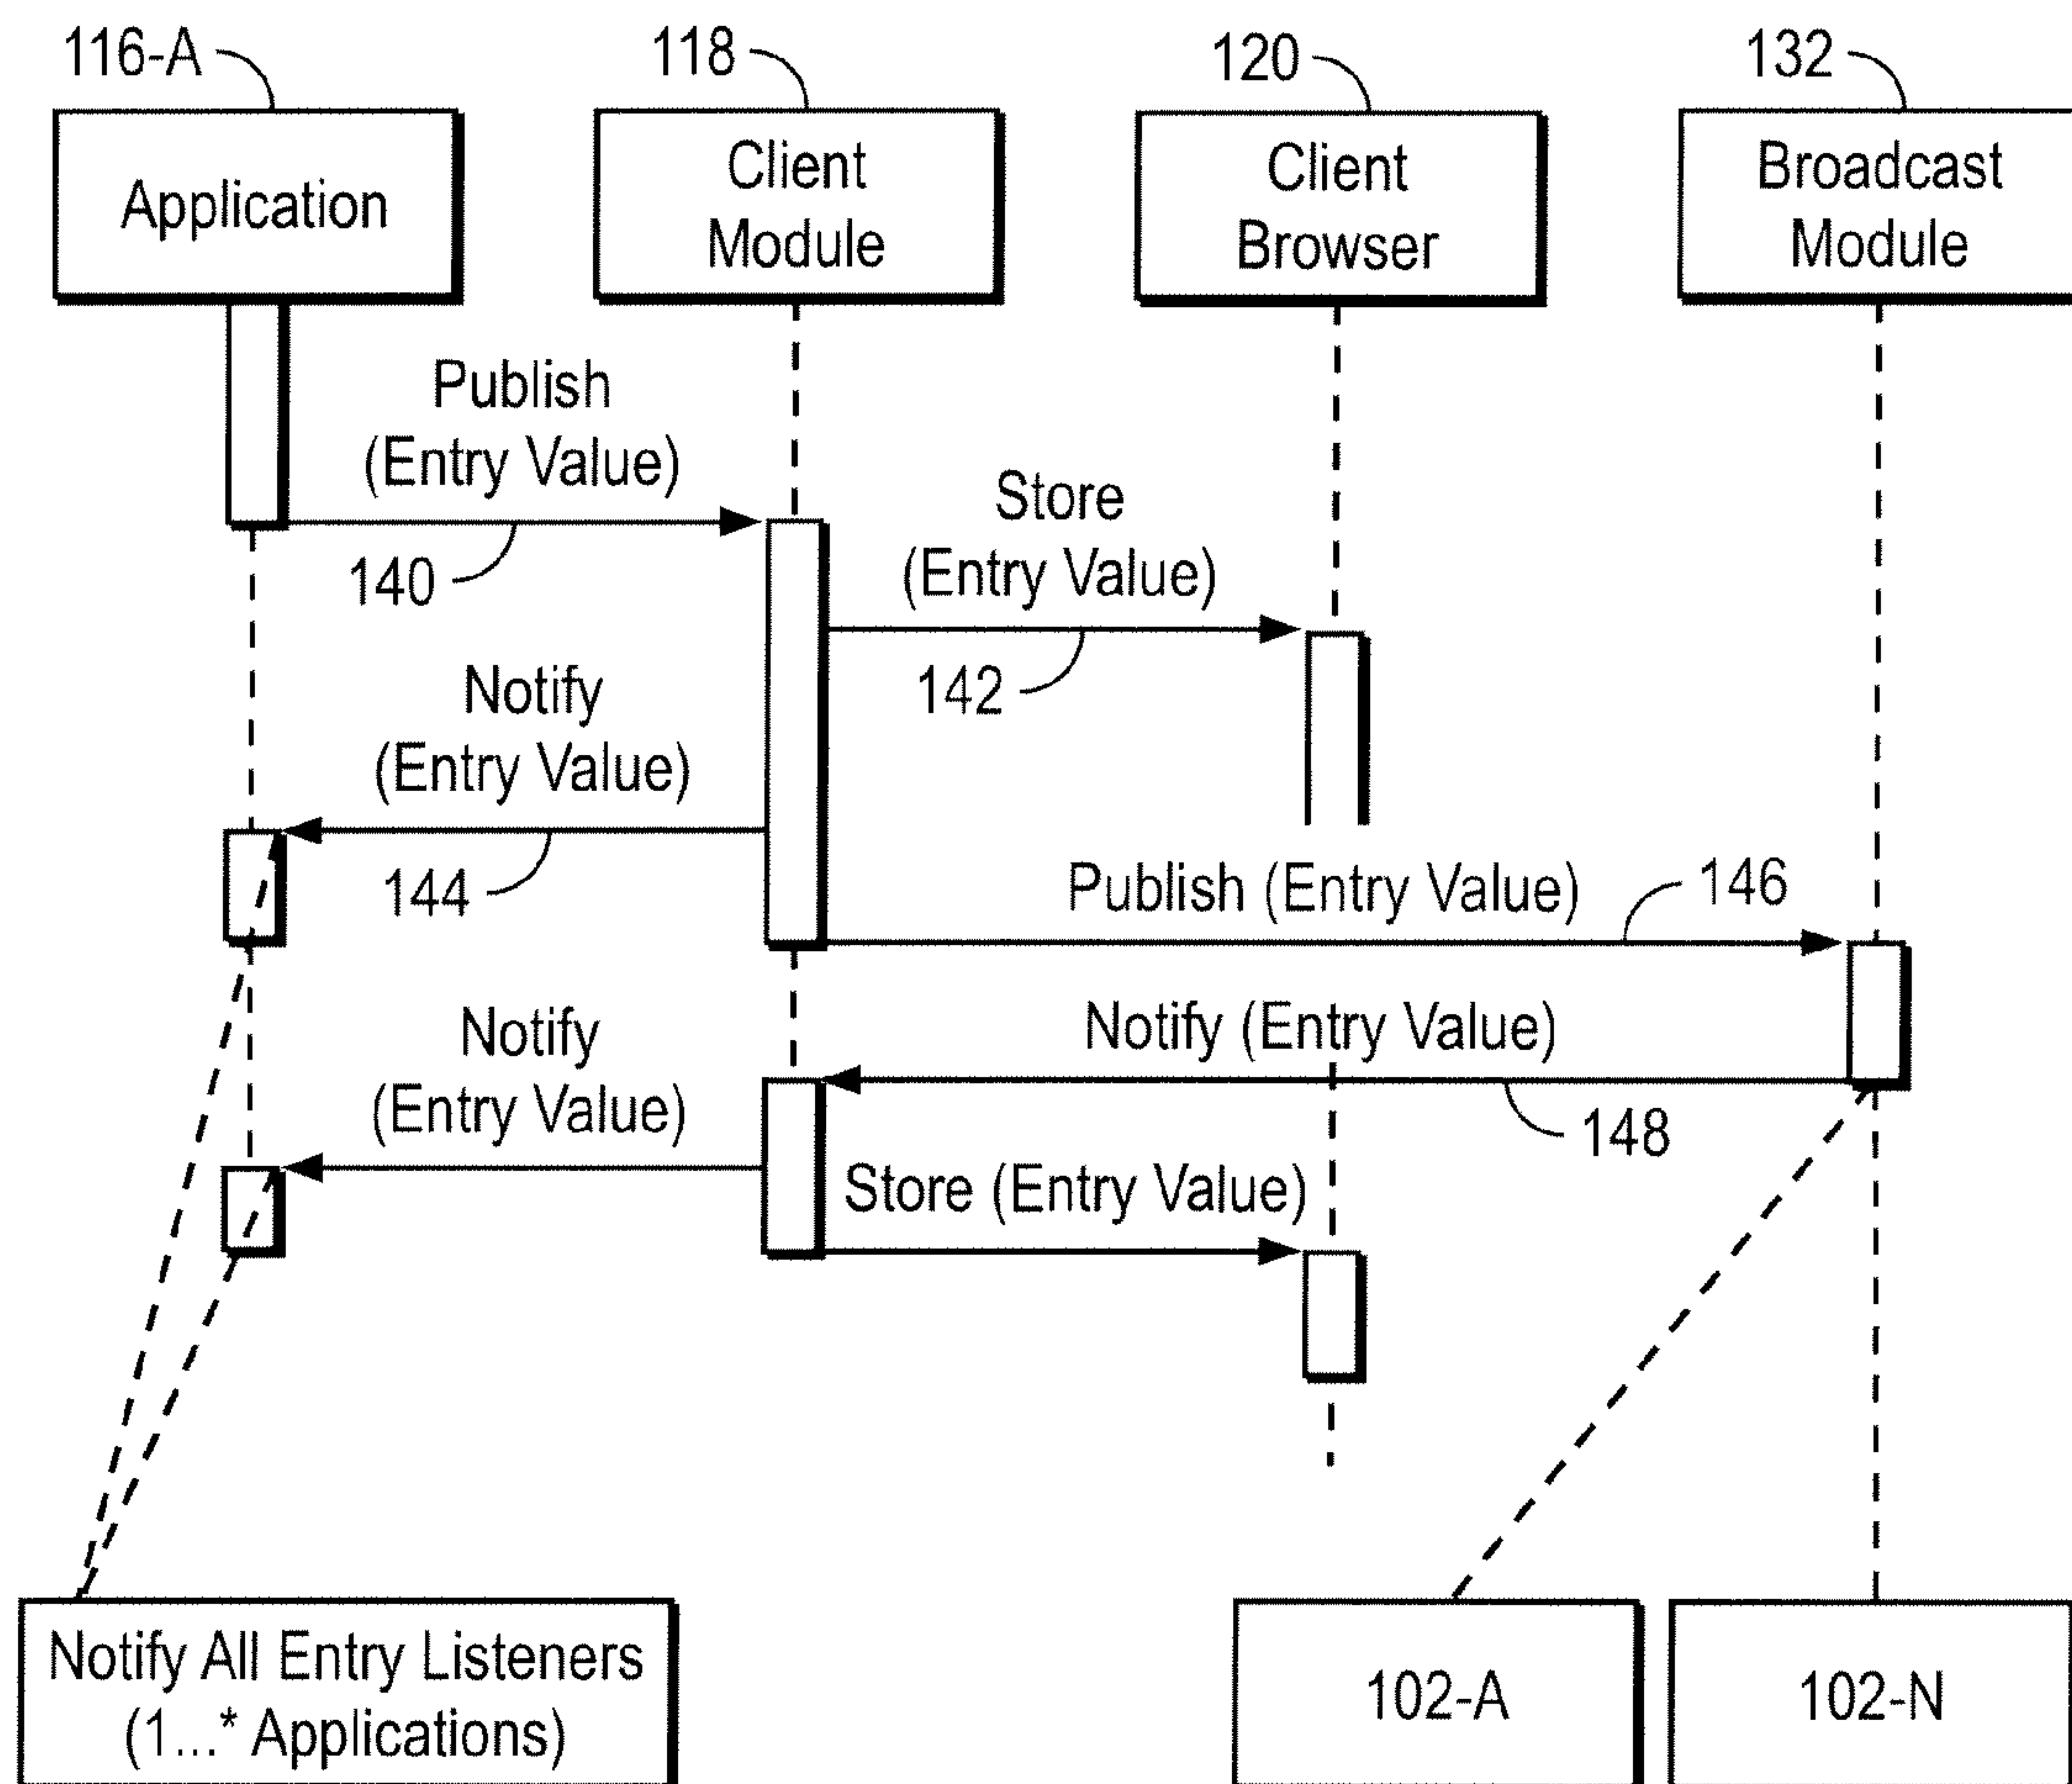 116-A
118
120
132
Application
Client
Module
Client
Browser
Broadcast
Module
Publish
(Entry Value)
140
Store
(Entry Value)
142
Notify
(Entry Value)
144
Publish (Entry Value)
146
Notify (Entry Value)
148
Notify
(Entry Value)
Store (Entry Value)
Notify All Entry Listeners
(1...* Applications)
102-A
102-N